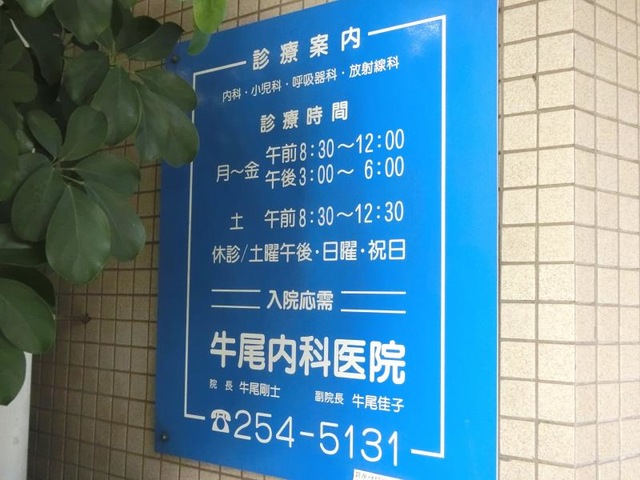 診療案内
内科・小児科・呼吸器科・放射線科
診療時間
月～金 午前8:30～12:00
午後3:00～ 6:00
土 午前8:30～12:30
休診/土曜午後・日曜・祝日
入院応需
牛尾内科医院
院長 牛尾剛士 副院長 牛尾佳子
☎254-5131